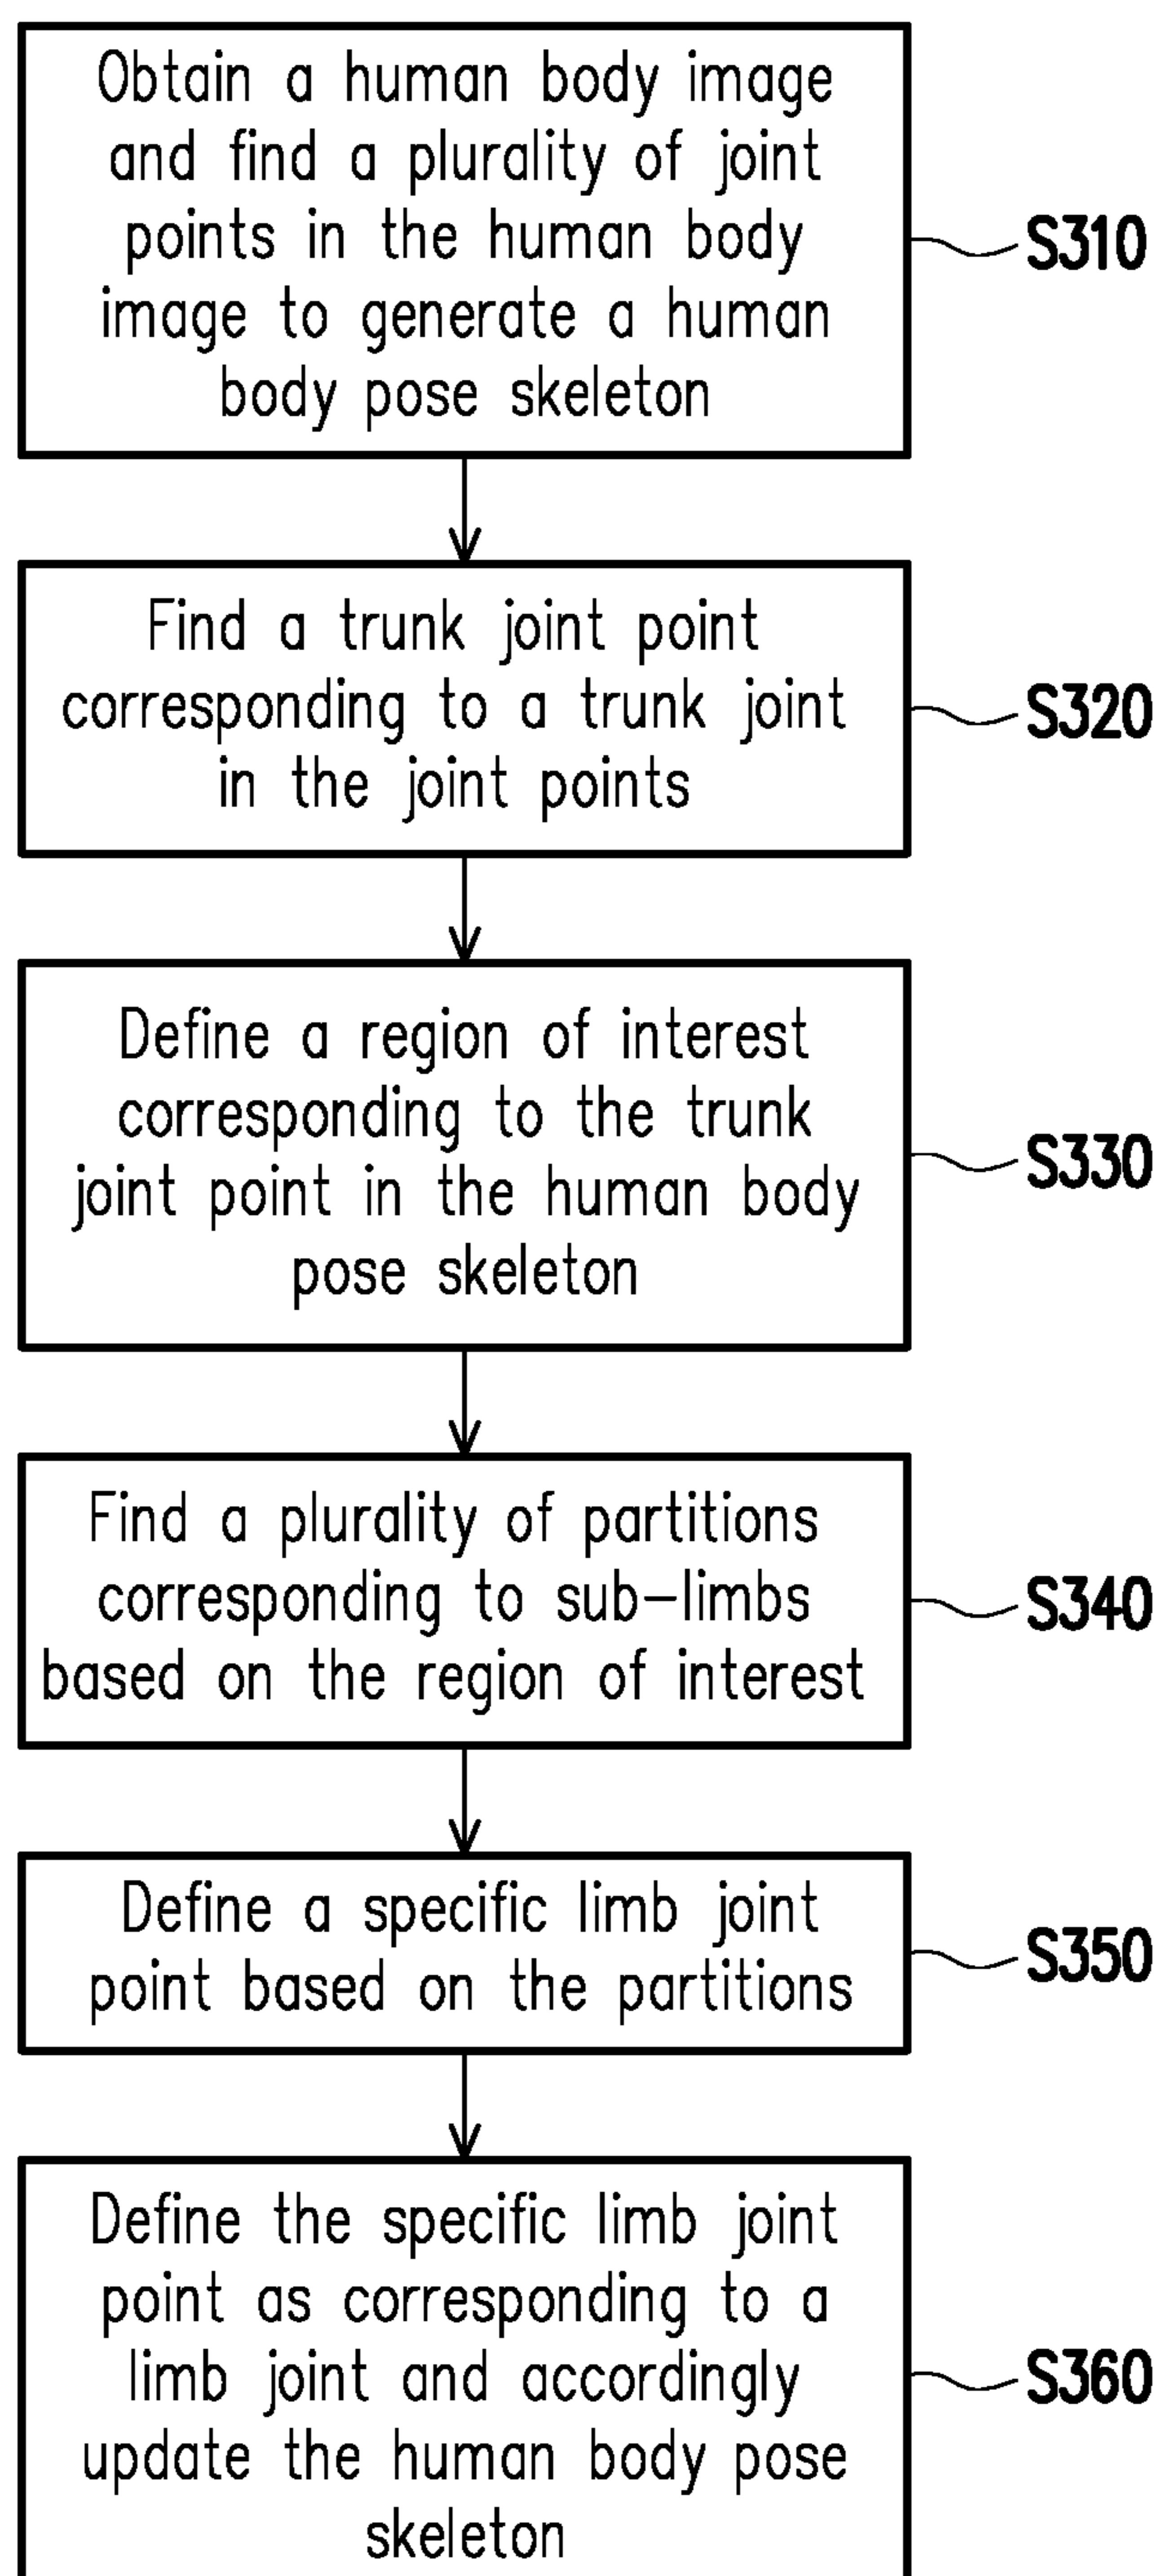 Obtain a human body image
and find a plurality of joint
points in the human body
image to generate a human
body pose skeleton
S310
Find a trunk joint point
corresponding to a trunk joint
in the joint points
S320
Define a region of interest
corresponding to the trunk
joint point in the human body
pose skeleton
S330
Find a plurality of partitions
corresponding to sub-limbs
based on the region of interest
S340
Define a specific limb joint
point based on the partitions
S350
Define the specific limb joint
point as corresponding to a
limb joint and accordingly
update the human body pose
skeleton
S360